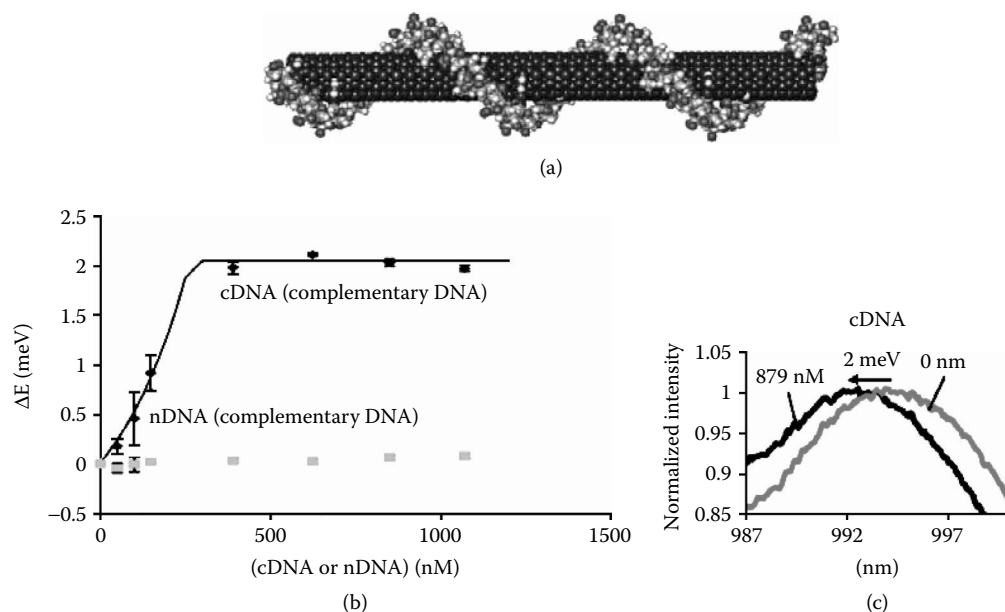 (a)
2.5
2
1.5
1
0.5
0
−0.5
ΔE (meV)
cDNA (complementary DNA)
nDNA (complementary DNA)
0
500
1000
1500
(cDNA or nDNA) (nM)
(b)
cDNA
1.05
1
0.95
0.9
0.85
Normalized intensity
879 nM
2 meV
0 nm
987
992
997
(nm)
(c)